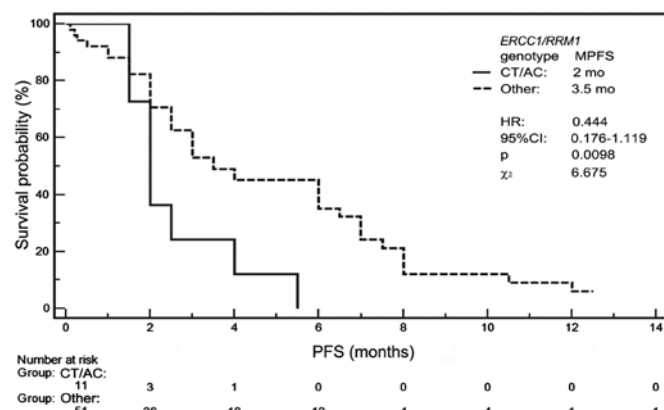 100
80
60
40
20
0
Survival probability (%)
ERCC1/RRM1
genotype MPFS
CT/AC: 2 mo
Other: 3.5 mo
HR: 0.444
95%CI: 0.176-1.119
p 0.0098
χ2 6.675
0 2 4 6 8 10 12 14
PFS (months)
Number at risk
Group: CT/AC:
11 3 1 0 0 0 0 0
Group: Other: